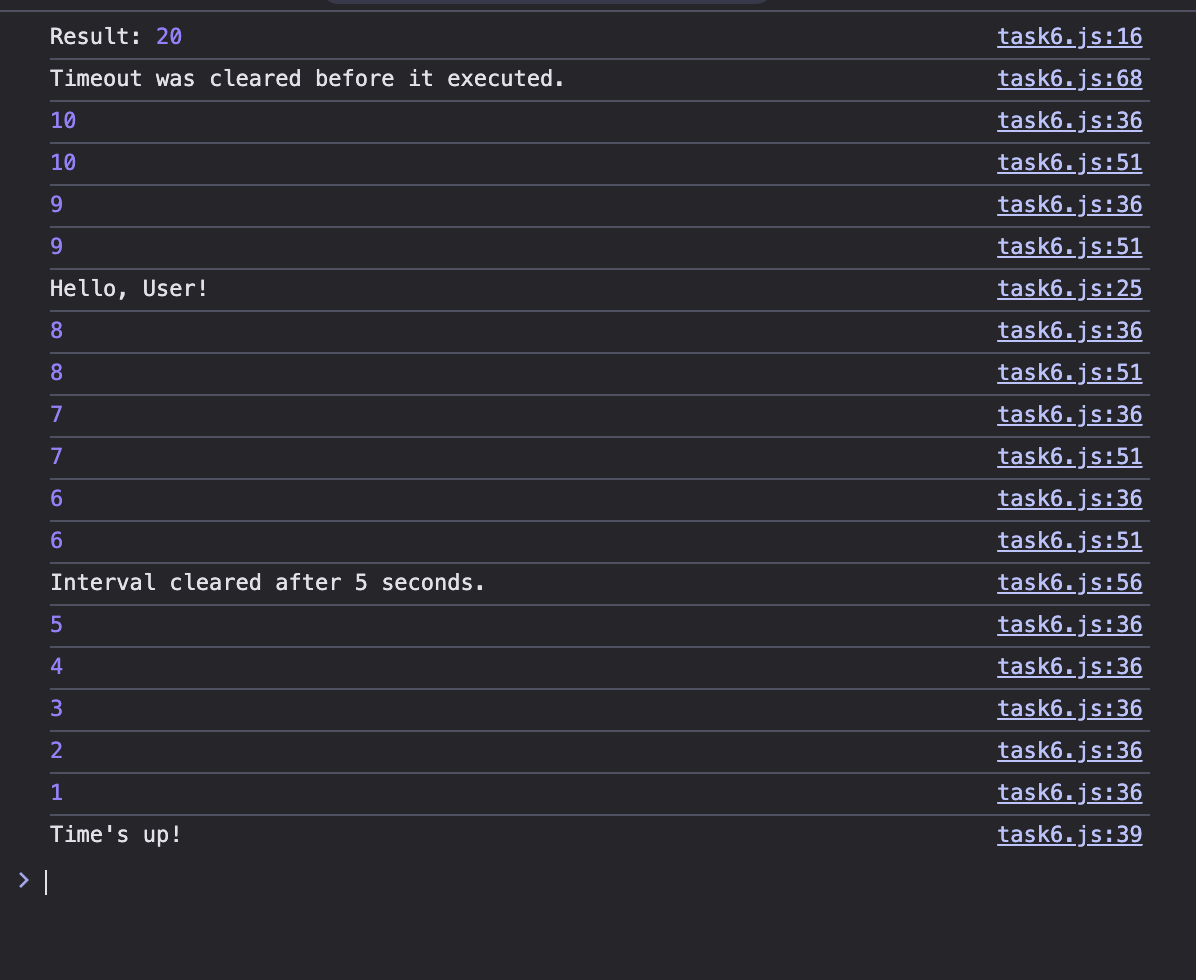 Result: 20 task6.js:16
Timeout was cleared before it executed. task6.js:68
10 task6.js:36
10 task6.js:51
9 task6.js:36
9 task6.js:51
Hello, User! task6.js:25
8 task6.js:36
8 task6.js:51
7 task6.js:36
7 task6.js:51
6 task6.js:36
6 task6.js:51
Interval cleared after 5 seconds. task6.js:56
5 task6.js:36
4 task6.js:36
3 task6.js:36
2 task6.js:36
1 task6.js:36
Time's up! task6.js:39
>